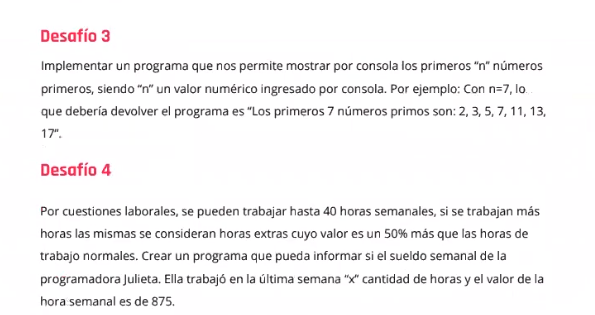 Desafío 3
Implementar un programa que nos permite mostrar por consola los primeros “n” números
primeros, siendo “n” un valor numérico ingresado por consola. Por ejemplo: Con n=7, lo
que debería devolver el programa es “Los primeros 7 números primos son: 2, 3, 5, 7, 11, 13,
17”.
Desafío 4
Por cuestiones laborales, se pueden trabajar hasta 40 horas semanales, si se trabajan más
horas las mismas se consideran horas extras cuyo valor es un 50% más que las horas de
trabajo normales. Crear un programa que pueda informar si el sueldo semanal de la
programadora Julieta. Ella trabajó en la última semana “x” cantidad de horas y el valor de la
hora semanal es de 875.